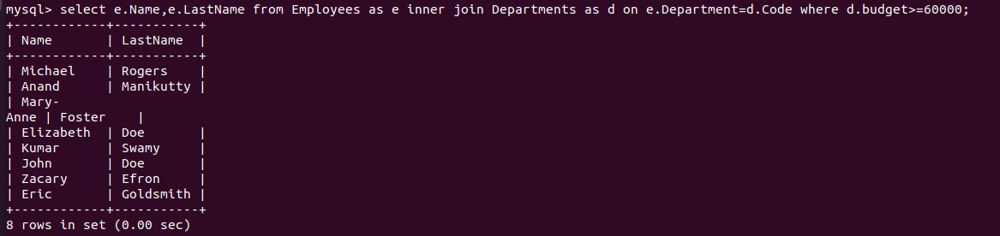 mysql> select e.Name,e.LastName from Employees as e inner join Departments as d on e.Department=d.Code where d.budget>=60000;
+------------+-----------+
| Name       | LastName  |
+------------+-----------+
| Michael    | Rogers    |
| Anand      | Manikutty |
| Mary-
Anne | Foster    |
| Elizabeth  | Doe       |
| Kumar      | Swamy     |
| John       | Doe       |
| Zacary     | Efron     |
| Eric       | Goldsmith |
+------------+-----------+
8 rows in set (0.00 sec)